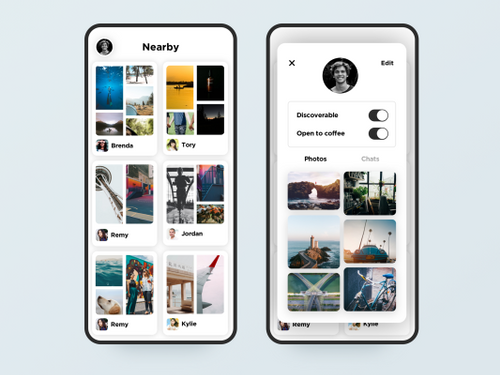 Nearby
Brenda
Tory
Remy
Jordan
Remy
Kylie
Edit
Discoverable
Open to coffee
Photos
Chats
Remy
Kylie